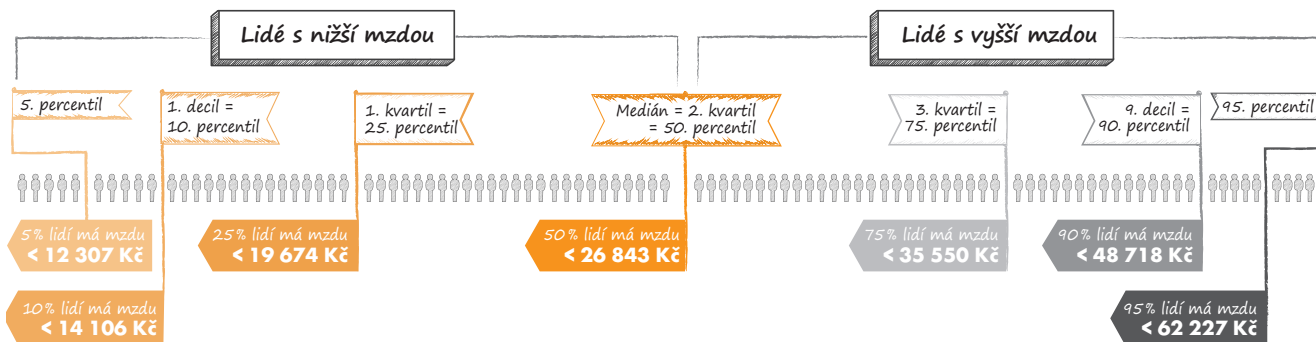 Lidé s nižší mzdou
Lidé s vyšší mzdou
5. percentil
1. decil =
10. percentil
1. kvartil =
25. percentil
Medián = 2. kvartil
= 50. percentil
3. kvartil =
75. percentil
9. decil =
90. percentil
95. percentil
5% lidí má mzdu
< 12 307 Kč
25% lidí má mzdu
< 19 674 Kč
50% lidí má mzdu
< 26 843 Kč
75% lidí má mzdu
< 35 550 Kč
90% lidí má mzdu
< 48 718 Kč
10% lidí má mzdu
< 14 106 Kč
95% lidí má mzdu
< 62 227 Kč